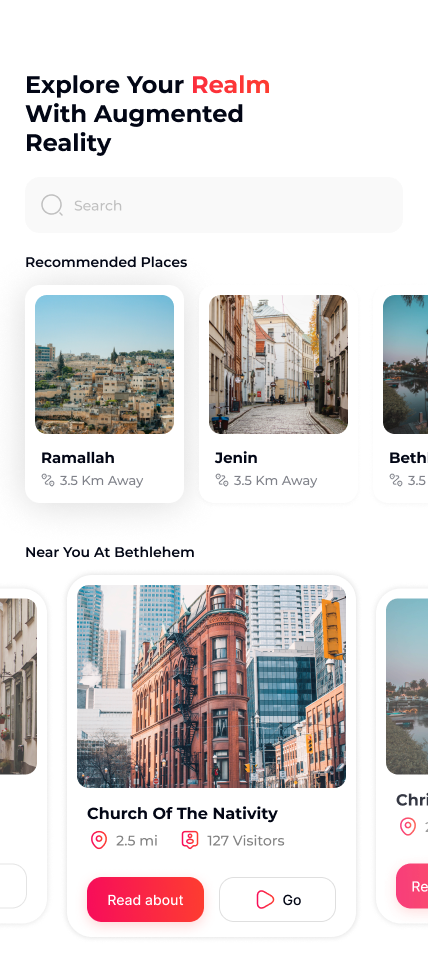 Explore Your Realm
With Augmented
Reality
Search
Recommended Places
Ramallah
3.5 Km Away
Jenin
3.5 Km Away
Beth
3.5
Near You At Bethlehem
Church Of The Nativity
2.5 mi
127 Visitors
Read about
Go
Chri
Re